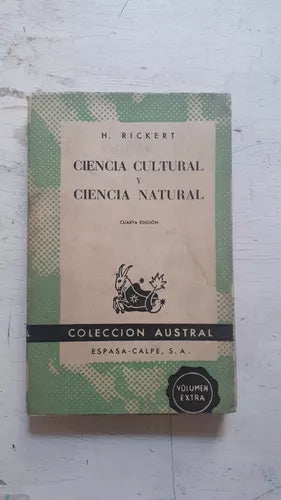 H. RICKERT
CIENCIA CULTURAL
Y
CIENCIA NATURAL
CUARTA EDICIÓN
COLECCION AUSTRAL
ESPASA-CALPE, S. A.
VOLUMEN
EXTRA